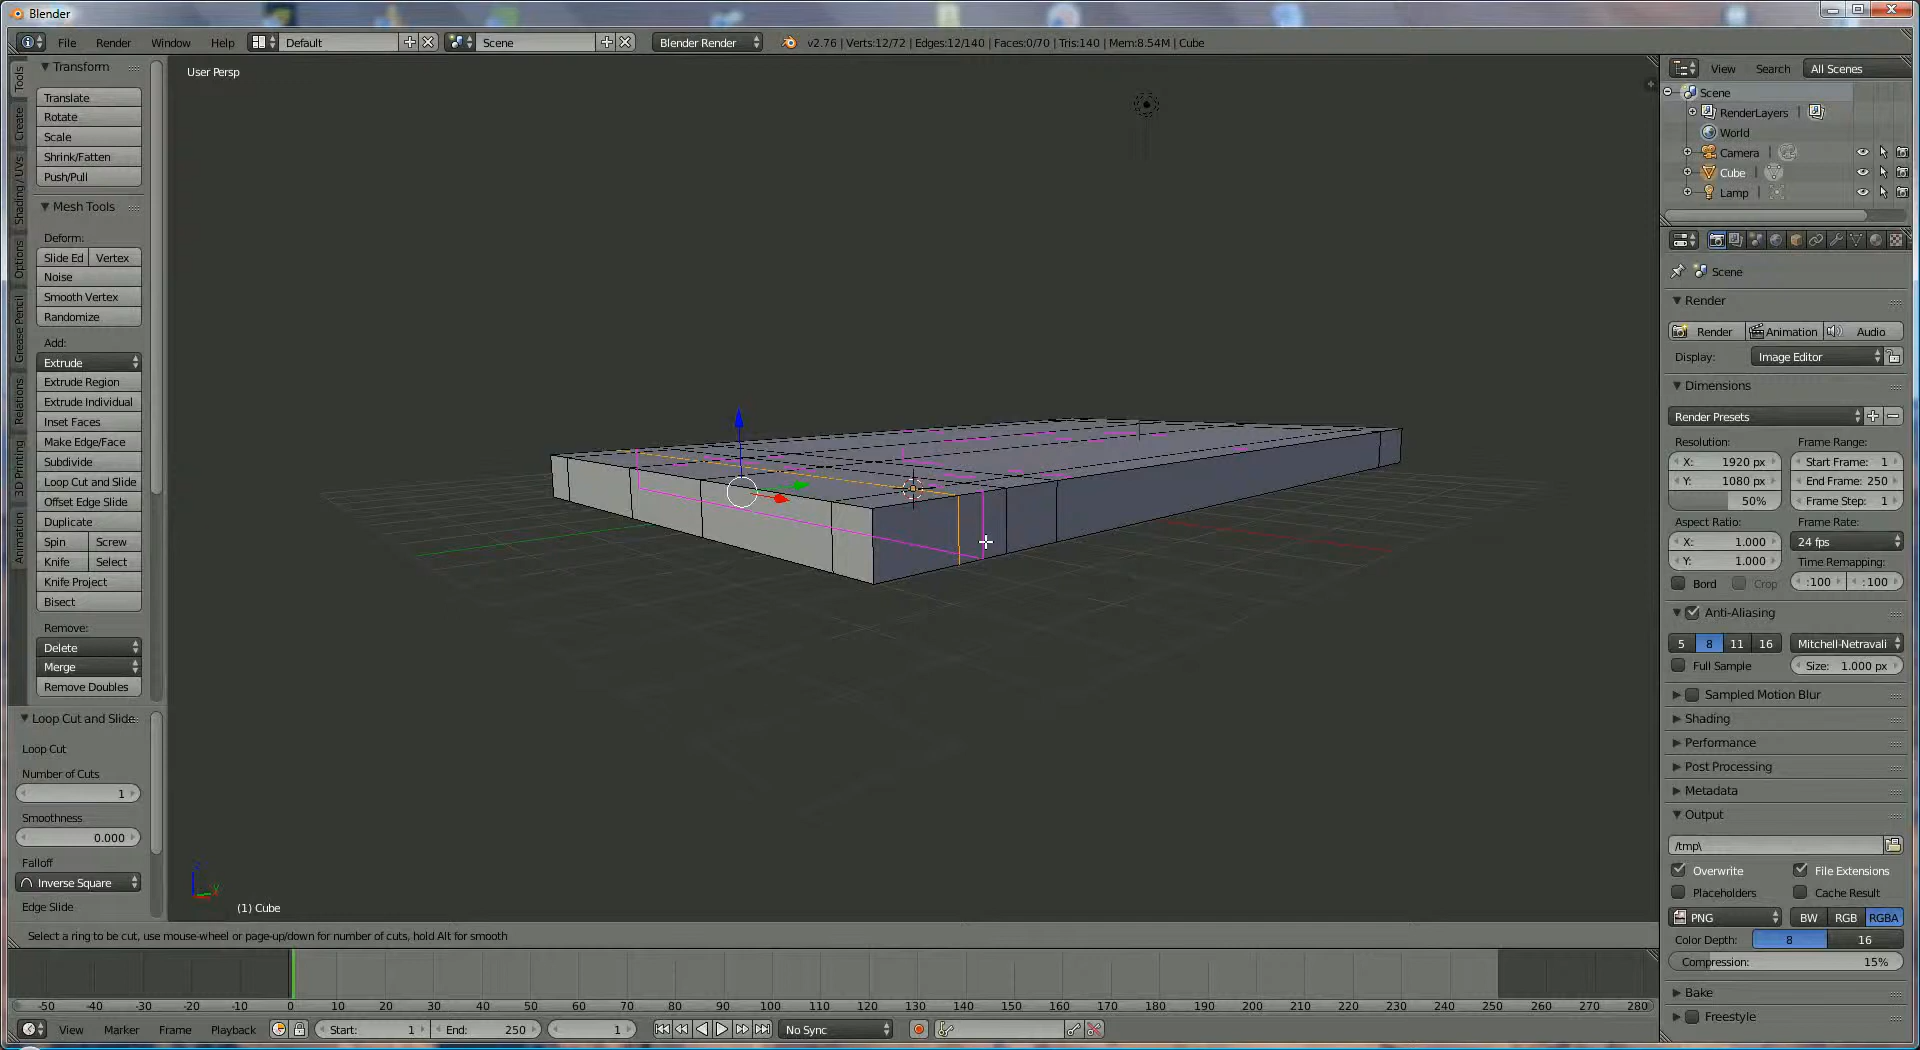 Blender
File Render Window Help Default Scene Blender Render v2.76 | Verts:12/72 | Edges:12/140 | Faces:0/70 | Tris:140 | Mem:8.54M | Cube
Tools
Create
Shading / UVs
Options
Grease Pencil
Relations
3D Printing
Animation
Transform
Translate
Rotate
Scale
Shrink/Fatten
Push/Pull
Mesh Tools
Deform:
Slide Ed Vertex
Noise
Smooth Vertex
Randomize
Add:
Extrude
Extrude Region
Extrude Individual
Inset Faces
Make Edge/Face
Subdivide
Loop Cut and Slide
Offset Edge Slide
Duplicate
Spin Screw
Knife Select
Knife Project
Bisect
Remove:
Delete
Merge
Remove Doubles
Loop Cut and Slide
Loop Cut
Number of Cuts
1
Smoothness
0.000
Falloff
Inverse Square
Edge Slide
User Persp
(1) Cube
Select a ring to be cut, use mouse-wheel or page-up/down for number of cuts, hold Alt for smooth
-50 -40 -30 -20 -10 0 10 20 30 40 50 60 70 80 90 100 110 120 130 140 150 160 170 180 190 200 210 220 230 240 250 260 270 280
View Marker Frame Playback Start: 1 End: 250 1 No Sync
View Search All Scenes
Scene
RenderLayers
World
Camera
Cube
Lamp
Scene
Render
Render Animation Audio
Display: Image Editor
Dimensions
Render Presets
Resolution: Frame Range:
X: 1920 px Start Frame: 1
Y: 1080 px End Frame: 250
50% Frame Step: 1
Aspect Ratio: Frame Rate:
X: 1.000 24 fps
Y: 1.000 Time Remapping:
Bord Crop :100 :100
Anti-Aliasing
5 8 11 16 Mitchell-Netravali
Full Sample Size: 1.000 px
Sampled Motion Blur
Shading
Performance
Post Processing
Metadata
Output
/tmp\
Overwrite File Extensions
Placeholders Cache Result
PNG BW RGB RGBA
Color Depth: 8 16
Compression: 15%
Bake
Freestyle